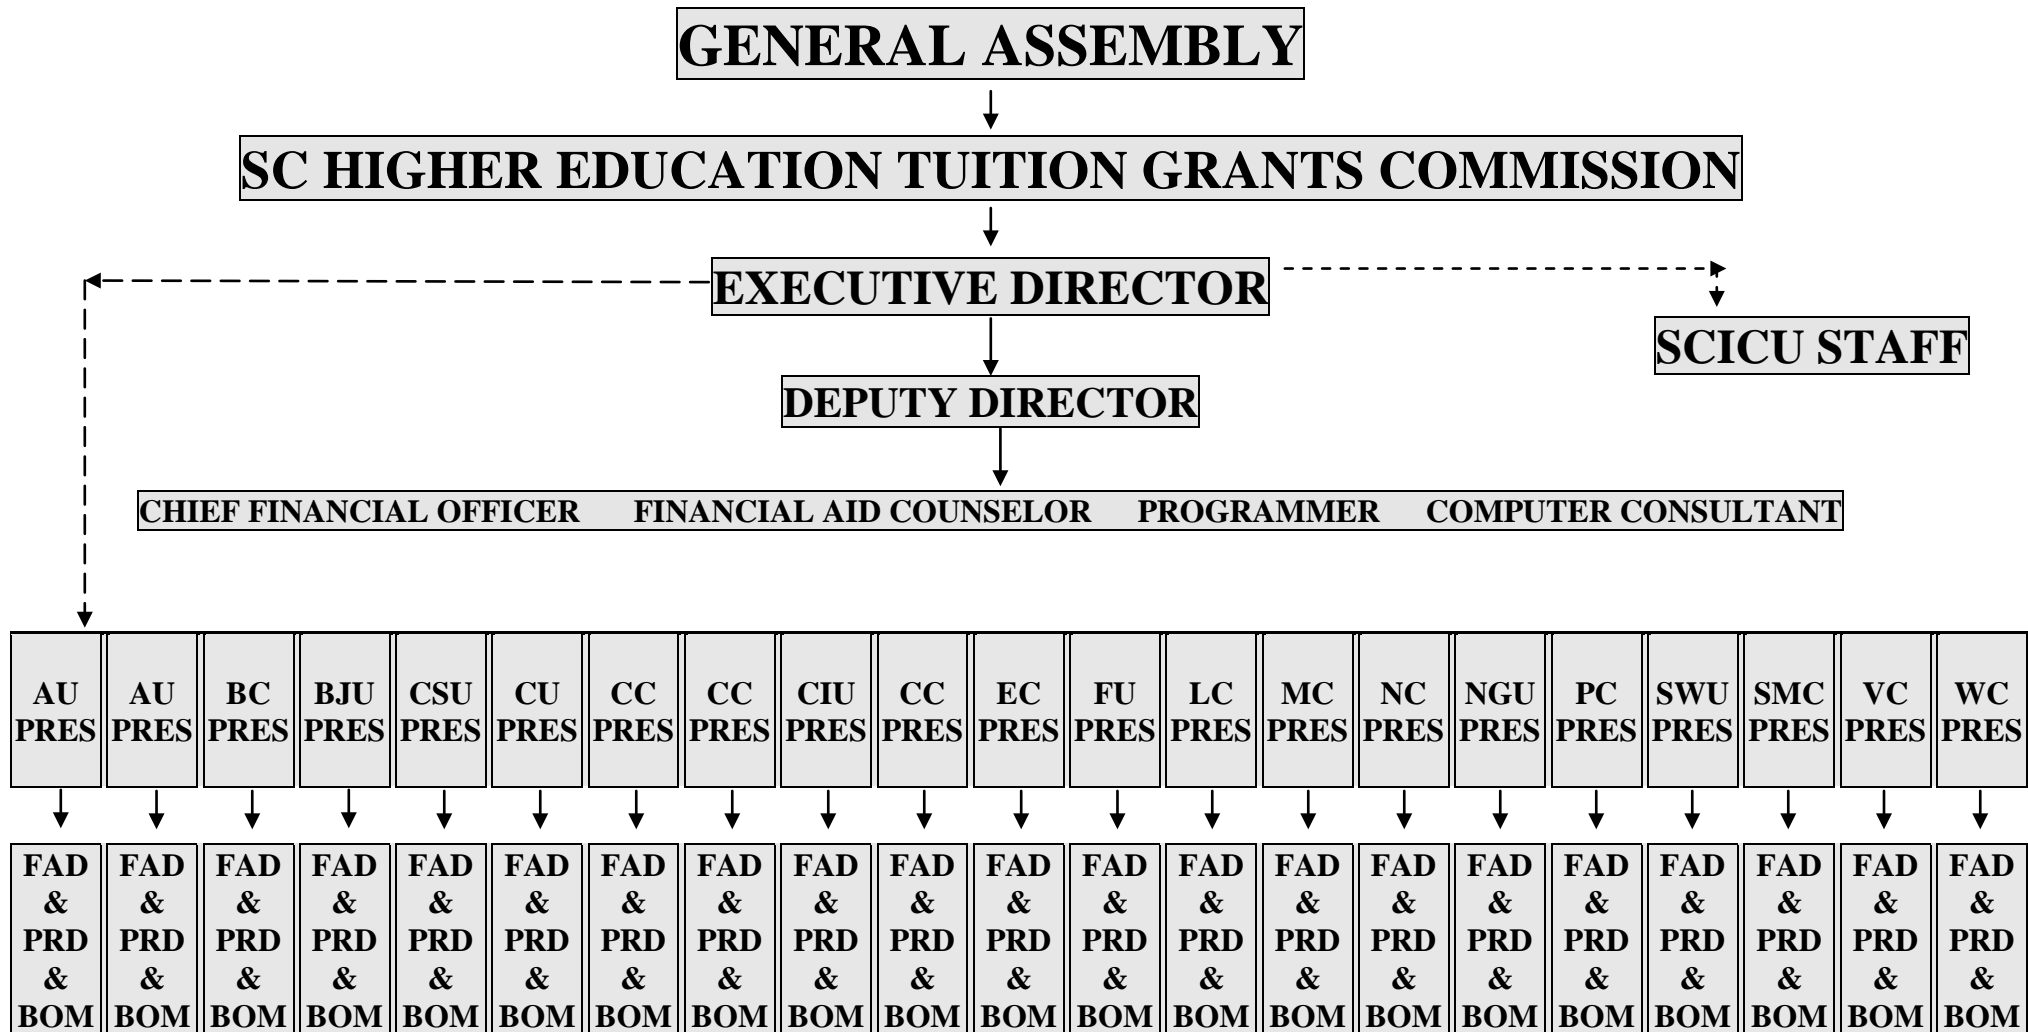 GENERAL ASSEMBLY
SC HIGHER EDUCATION TUITION GRANTS COMMISSION
EXECUTIVE DIRECTOR
SCICU STAFF
DEPUTY DIRECTOR
CHIEF FINANCIAL OFFICER FINANCIAL AID COUNSELOR PROGRAMMER COMPUTER CONSULTANT
AU AU BC BJU CSU CU CC CC CIU CC EC FU LC MC NC NGU PC SWU SMC VC WC
PRES PRES PRES PRES PRES PRES PRES PRES PRES PRES PRES PRES PRES PRES PRES PRES PRES PRES PRES PRES PRES
FAD FAD FAD FAD FAD FAD FAD FAD FAD FAD FAD FAD FAD FAD FAD FAD FAD FAD FAD FAD FAD
& & & & & & & & & & & & & & & & & & & & &
PRD PRD PRD PRD PRD PRD PRD PRD PRD PRD PRD PRD PRD PRD PRD PRD PRD PRD PRD PRD PRD
& & & & & & & & & & & & & & & & & & & & &
BOM BOM BOM BOM BOM BOM BOM BOM BOM BOM BOM BOM BOM BOM BOM BOM BOM BOM BOM BOM BOM